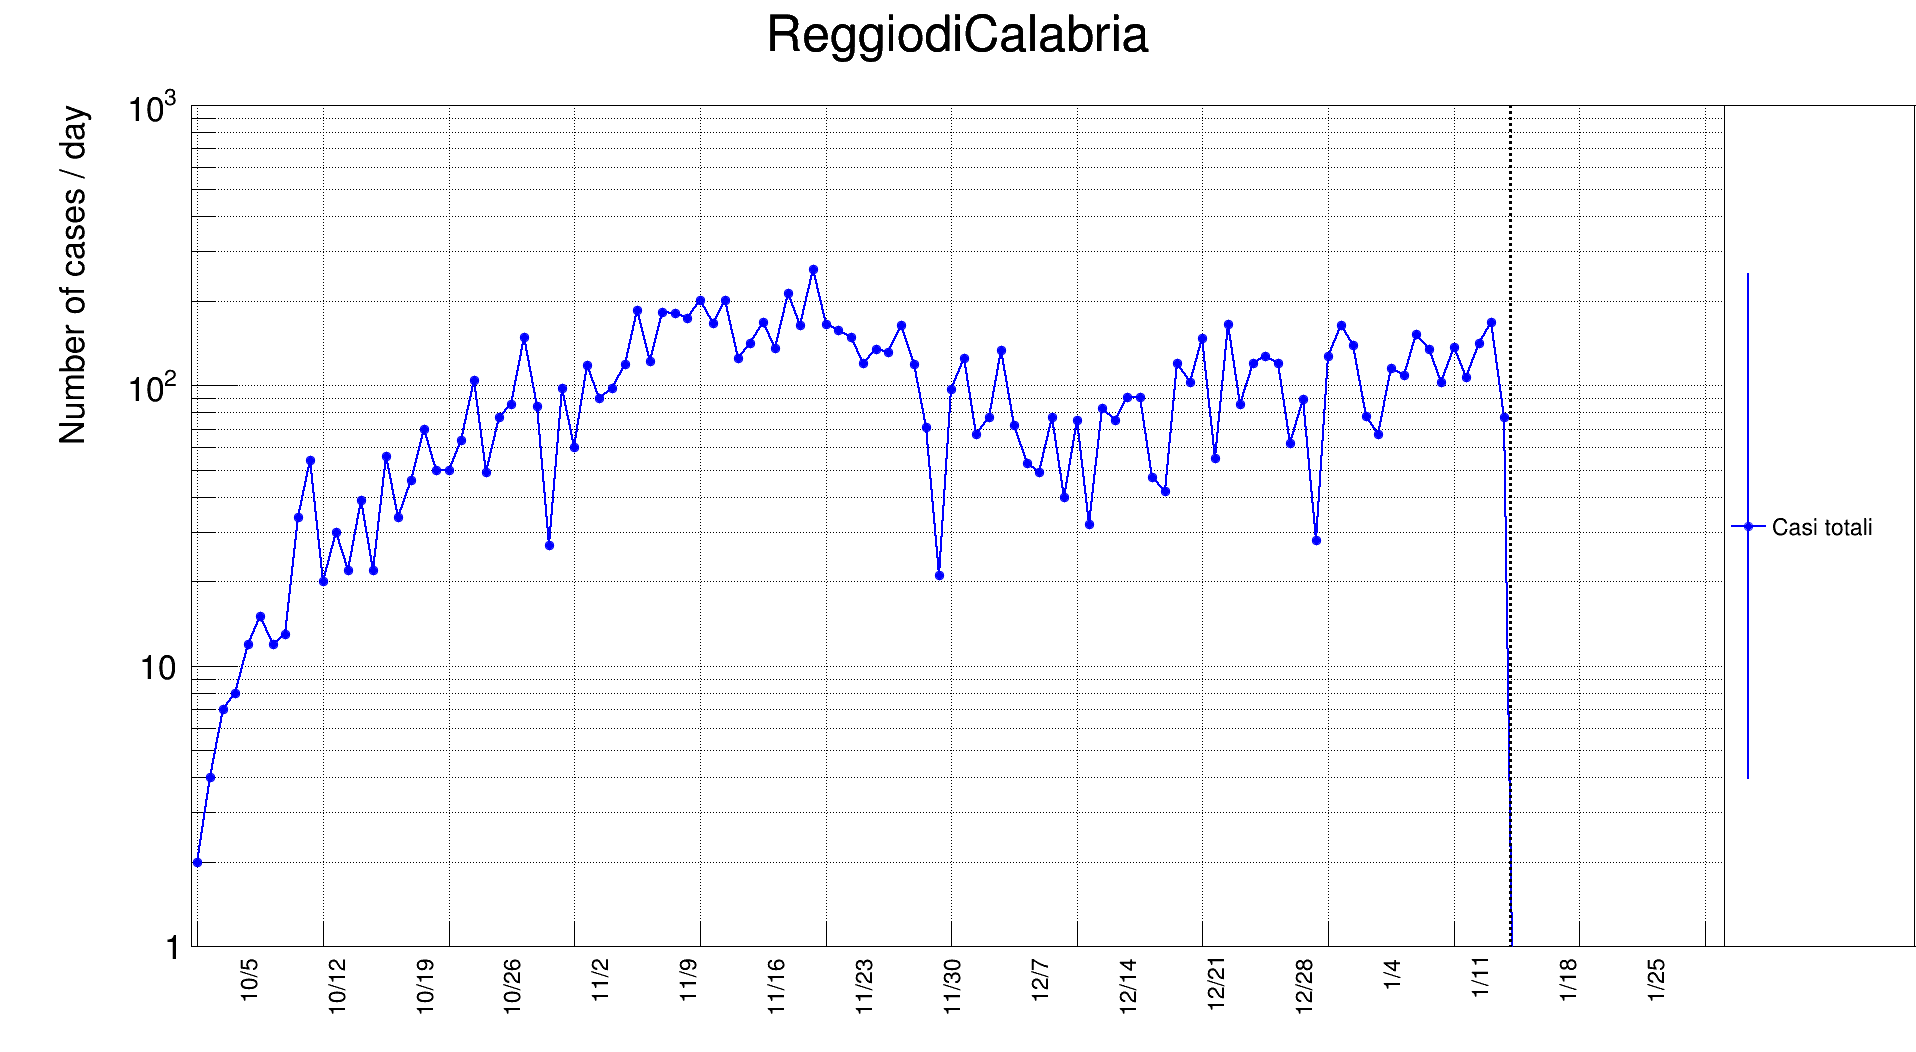 ReggiodiCalabria
Number of cases / day
10³
10²
10
1
10/5 10/12 10/19 10/26 11/2 11/9 11/16 11/23 11/30 12/7 12/14 12/21 12/28 1/4 1/11 1/18 1/25
Casi totali